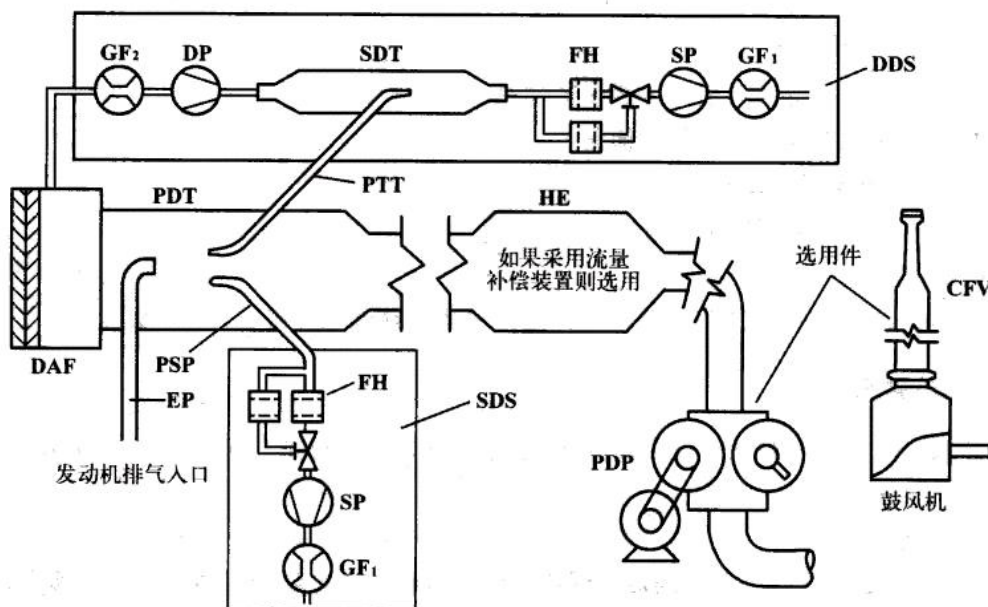 GF₂
DP
SDT
FH
SP
GF₁
DDS
PTT
PDT
HE
如果采用流量
补偿装置则选用
选用件
CFV
DAF
PSP
EP
FH
SDS
发动机排气入口
SP
GF₁
PDP
鼓风机